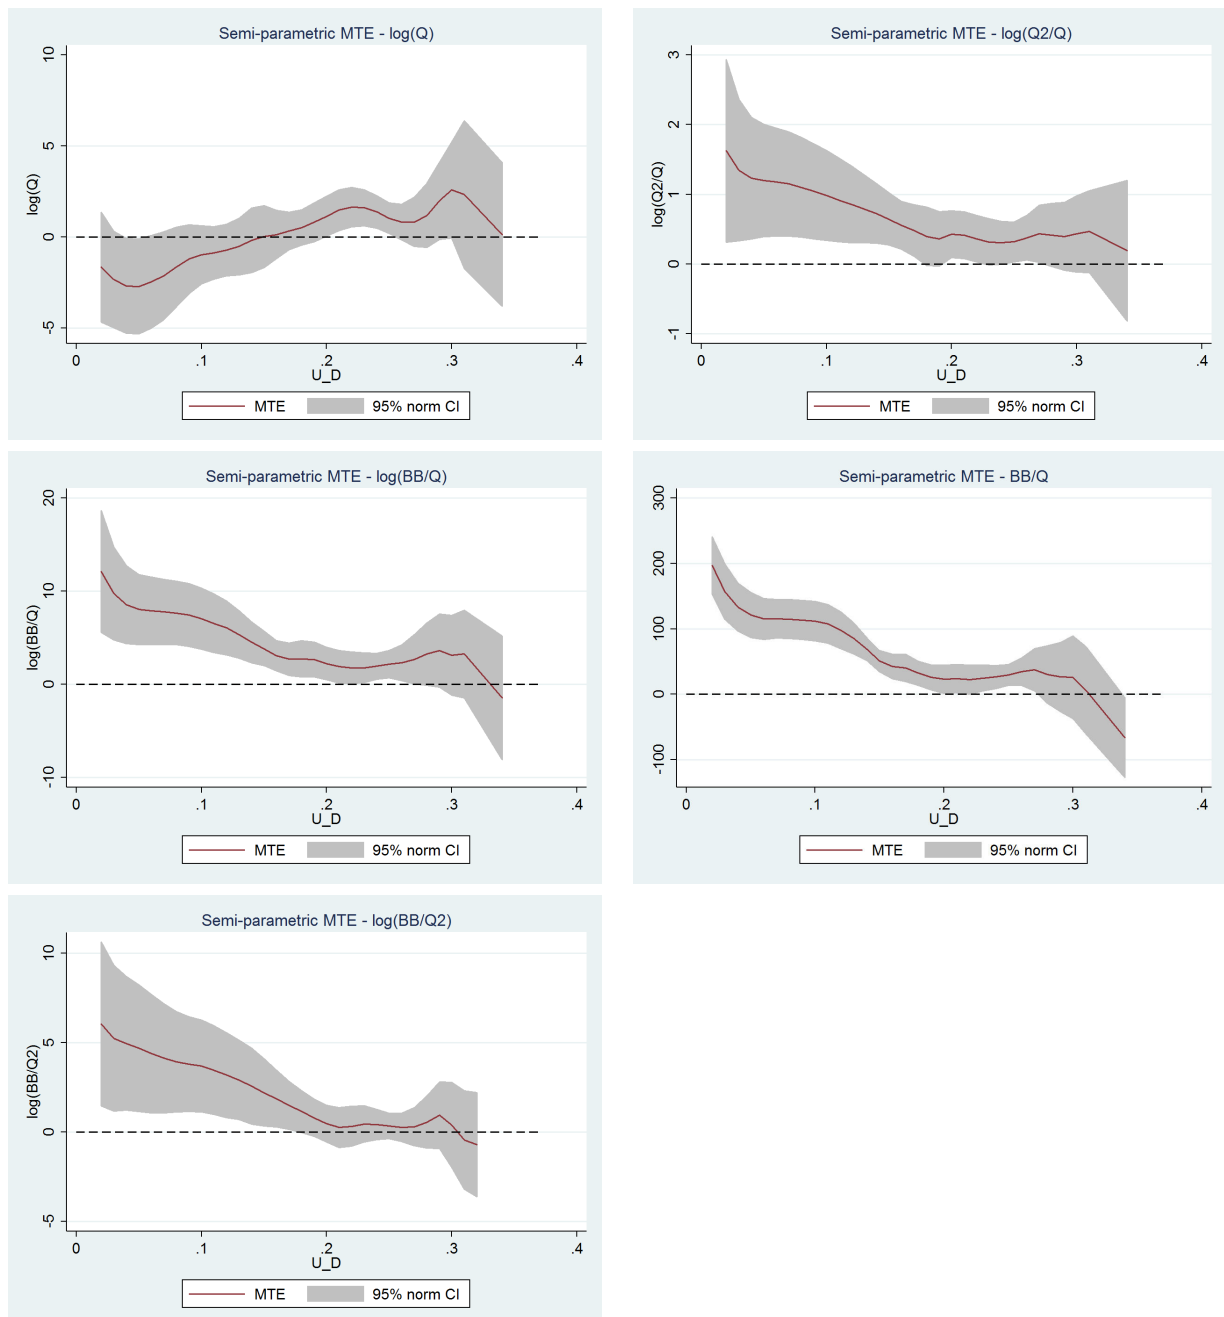 Semi-parametric MTE - log(Q)
10
5
0
-5
log(Q)
0 .1 .2 .3 .4
U_D
MTE 95% norm CI
Semi-parametric MTE - log(Q2/Q)
3
2
1
0
-1
log(Q2/Q)
0 .1 .2 .3 .4
U_D
MTE 95% norm CI
Semi-parametric MTE - log(BB/Q)
20
10
0
-10
log(BB/Q)
0 .1 .2 .3 .4
U_D
MTE 95% norm CI
Semi-parametric MTE - BB/Q
300
200
100
0
-100
0 .1 .2 .3 .4
U_D
MTE 95% norm CI
Semi-parametric MTE - log(BB/Q2)
10
5
0
-5
log(BB/Q2)
0 .1 .2 .3 .4
U_D
MTE 95% norm CI